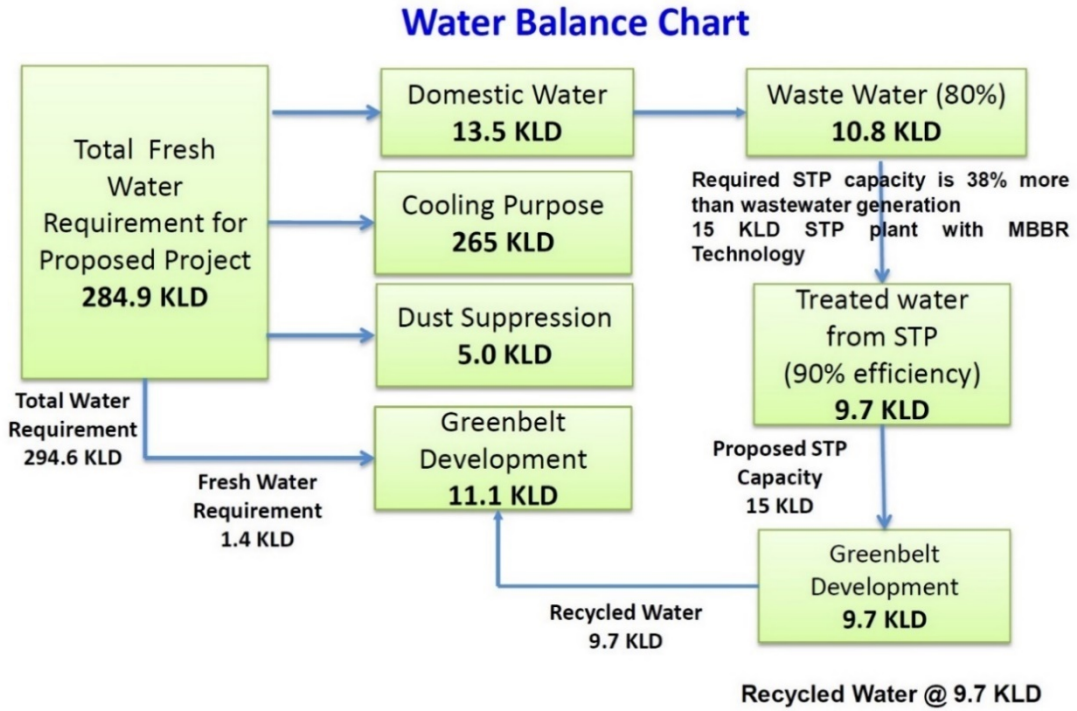 Water Balance Chart
Total Fresh
Water
Requirement for
Proposed Project
284.9 KLD
Domestic Water
13.5 KLD
Waste Water (80%)
10.8 KLD
Required STP capacity is 38% more
than wastewater generation
15 KLD STP plant with MBBR
Technology
Cooling Purpose
265 KLD
Dust Suppression
5.0 KLD
Treated water
from STP
(90% efficiency)
9.7 KLD
Total Water
Requirement
294.6 KLD
Fresh Water
Requirement
1.4 KLD
Greenbelt
Development
11.1 KLD
Proposed STP
Capacity
15 KLD
Greenbelt
Development
9.7 KLD
Recycled Water
9.7 KLD
Recycled Water @ 9.7 KLD